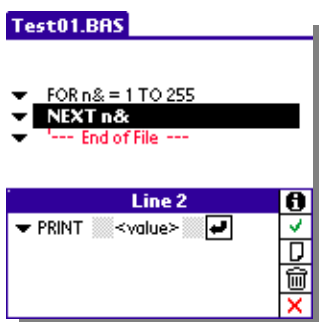 Test01.BAS
FOR n& = 1 TO 255
NEXT n&
'--- End of File ---
Line 2
PRINT <value>